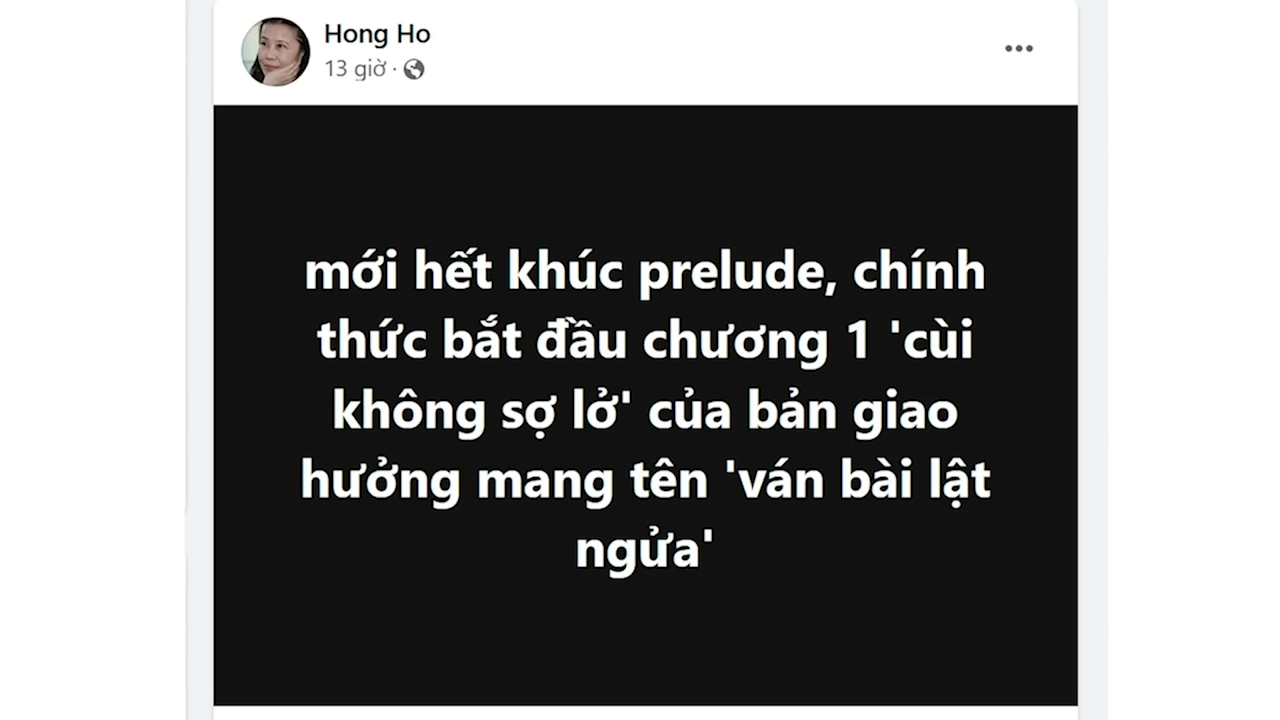 Hong Ho
13 giờ ·
mới hết khúc prelude, chính
thức bắt đầu chương 1 'cùi
không sợ lở' của bản giao
hưởng mang tên 'ván bài lật
ngửa'